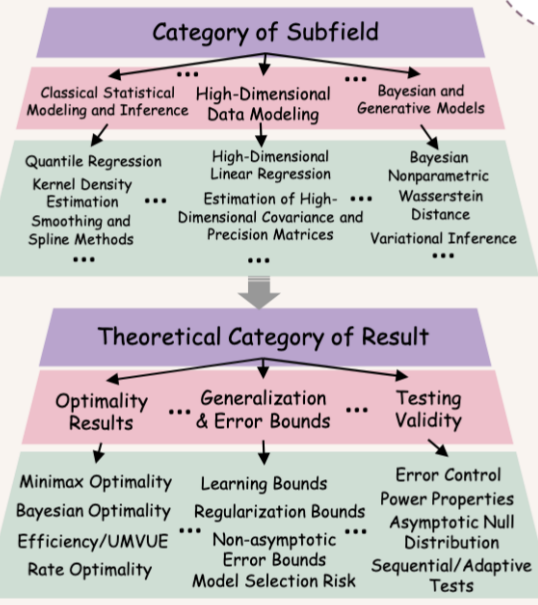 Category of Subfield
...
...
Classical Statistical
Modeling and Inference
High-Dimensional
Data Modeling
Bayesian and
Generative Models
Quantile Regression
Kernel Density
Estimation
Smoothing and
Spline Methods
...
...
High-Dimensional
Linear Regression
Estimation of High-
Dimensional Covariance and
Precision Matrices
...
...
Bayesian
Nonparametric
Wasserstein
Distance
Variational Inference
...
Theoretical Category of Result
Optimality
Results
...
Generalization
& Error Bounds
...
Testing
Validity
Minimax Optimality
Bayesian Optimality
Efficiency/UMVUE
Rate Optimality
...
Learning Bounds
Regularization Bounds
Non-asymptotic
Error Bounds
Model Selection Risk
...
Error Control
Power Properties
Asymptotic Null
Distribution
Sequential/Adaptive
Tests